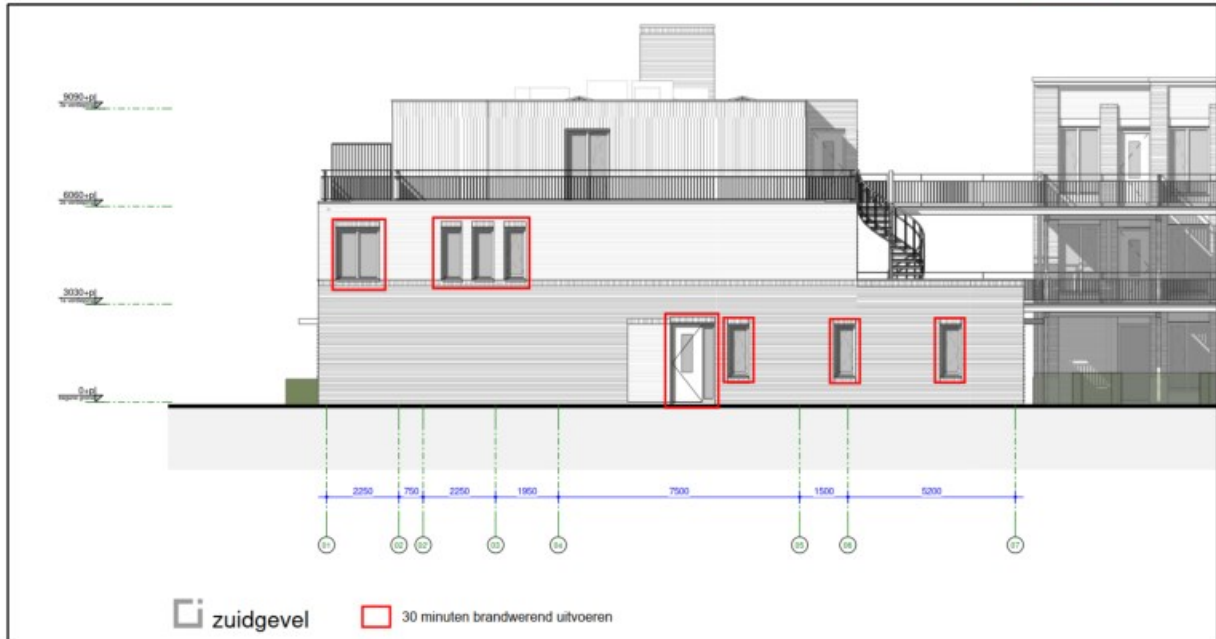 9090+pl
6060+pl
3030+pl
0+pl
2250 750 2250 1950 7500 1500 5200
01 02 02' 03 04 05 06 07
zuidgevel
30 minuten brandwerend uitvoeren